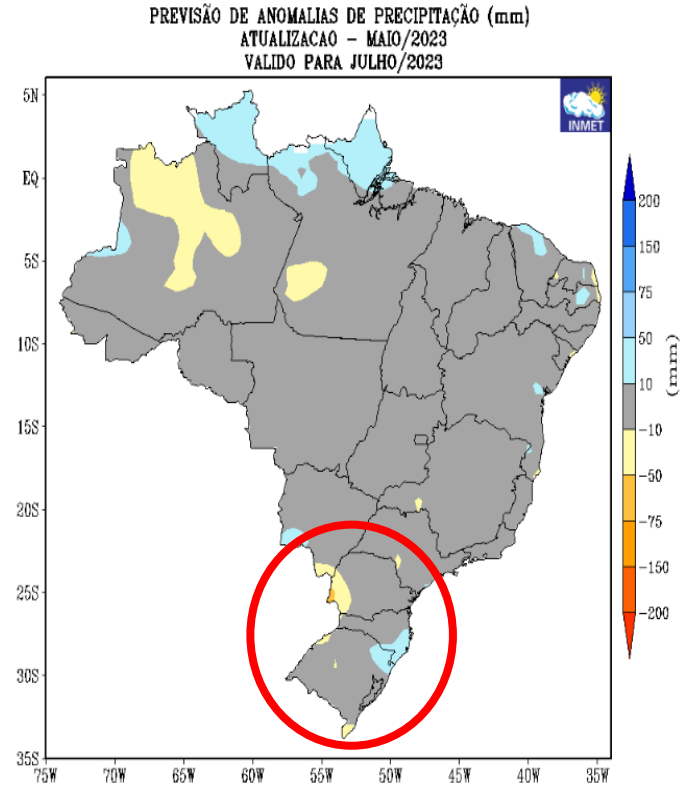 PREVISÃO DE ANOMALIAS DE PRECIPITAÇÃO (mm)
ATUALIZACAO – MAIO/2023
VALIDO PARA JULHO/2023
INMET
5N
EQ
5S
10S
15S
20S
25S
30S
35S
75W 70W 65W 60W 55W 50W 45W 40W 35W
200
150
75
50
10
-10
-50
-75
-150
-200
(mm)